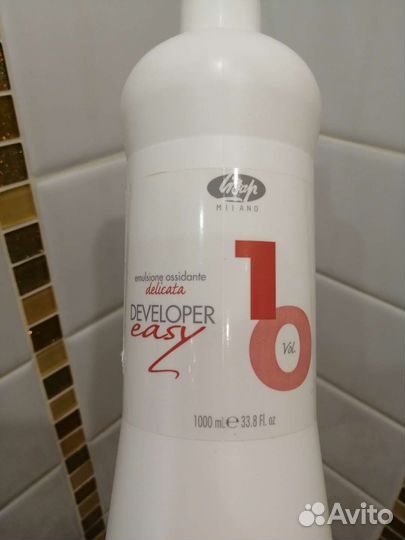 Lisap
MILANO
emulsione ossidante
delicata
DEVELOPER
easy
10
Vol.
1000 ml e 33.8 Fl. oz
Avito